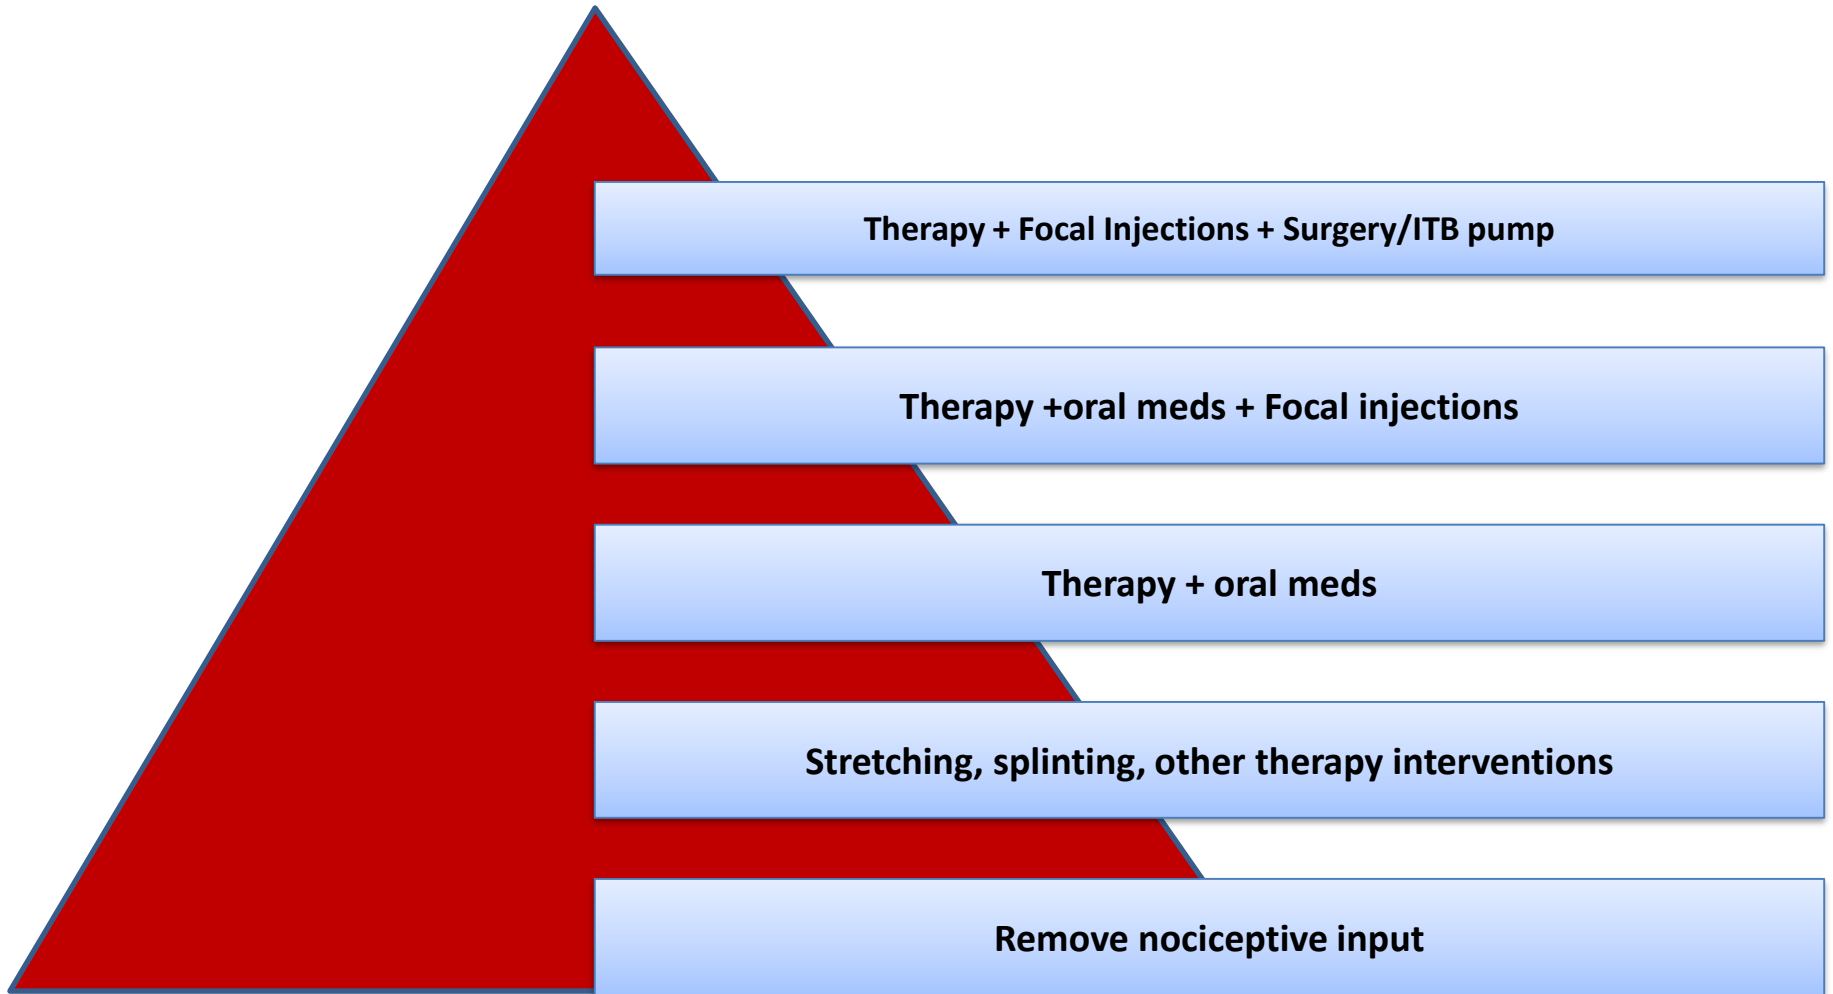 Therapy + Focal Injections + Surgery/ITB pump
Therapy +oral meds + Focal injections
Therapy + oral meds
Stretching, splinting, other therapy interventions
Remove nociceptive input